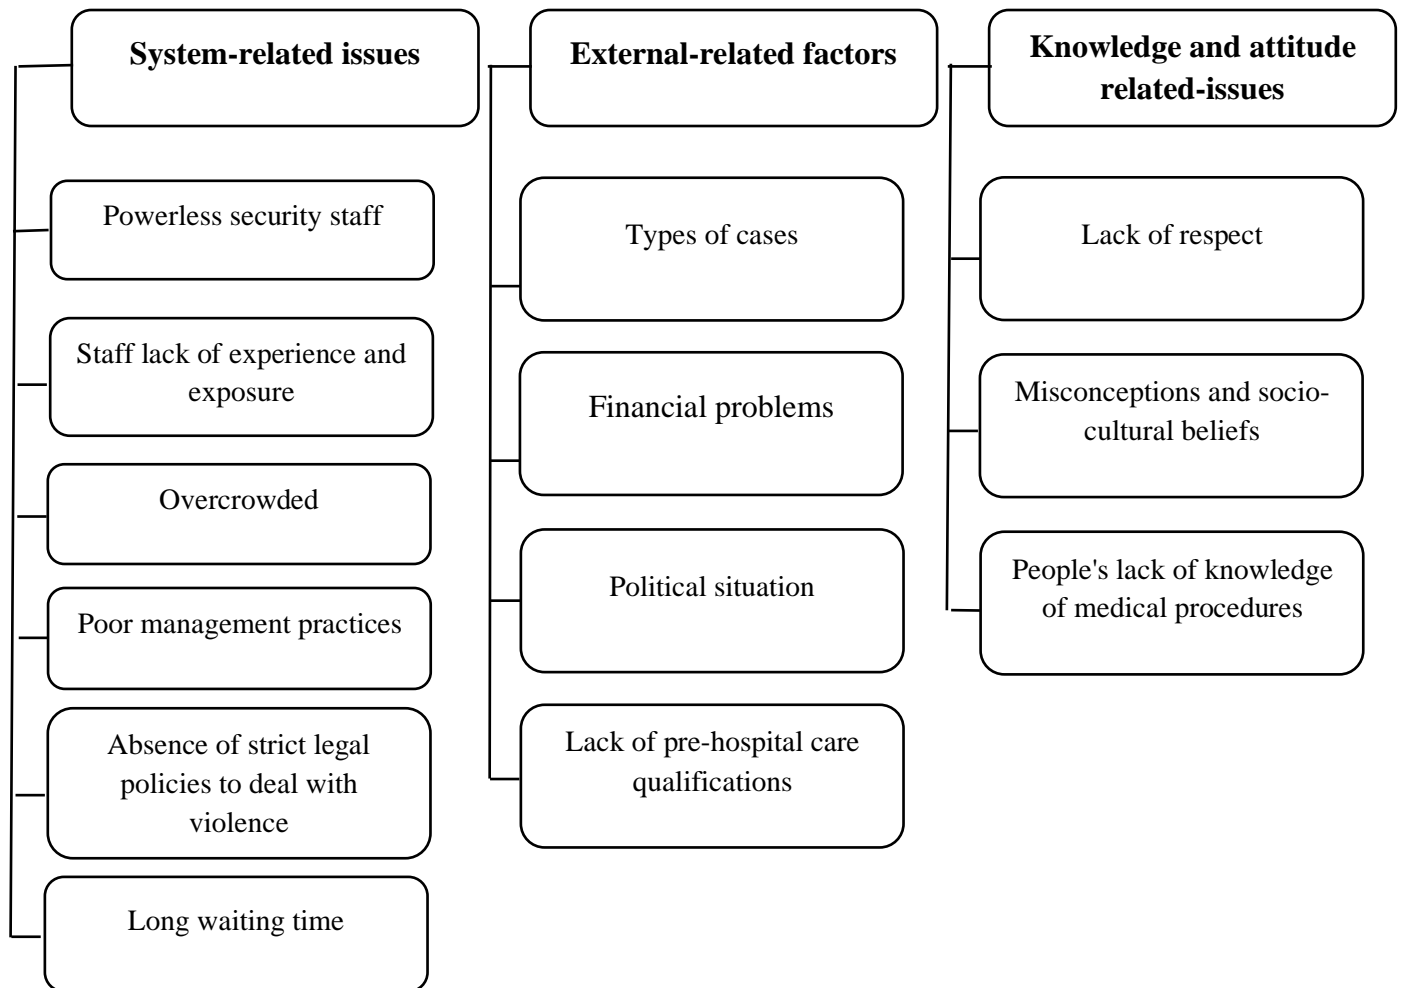 System-related issues
Powerless security staff
Staff lack of experience and
exposure
Overcrowded
Poor management practices
Absence of strict legal
policies to deal with
violence
Long waiting time
External-related factors
Types of cases
Financial problems
Political situation
Lack of pre-hospital care
qualifications
Knowledge and attitude
related-issues
Lack of respect
Misconceptions and socio-
cultural beliefs
People's lack of knowledge
of medical procedures